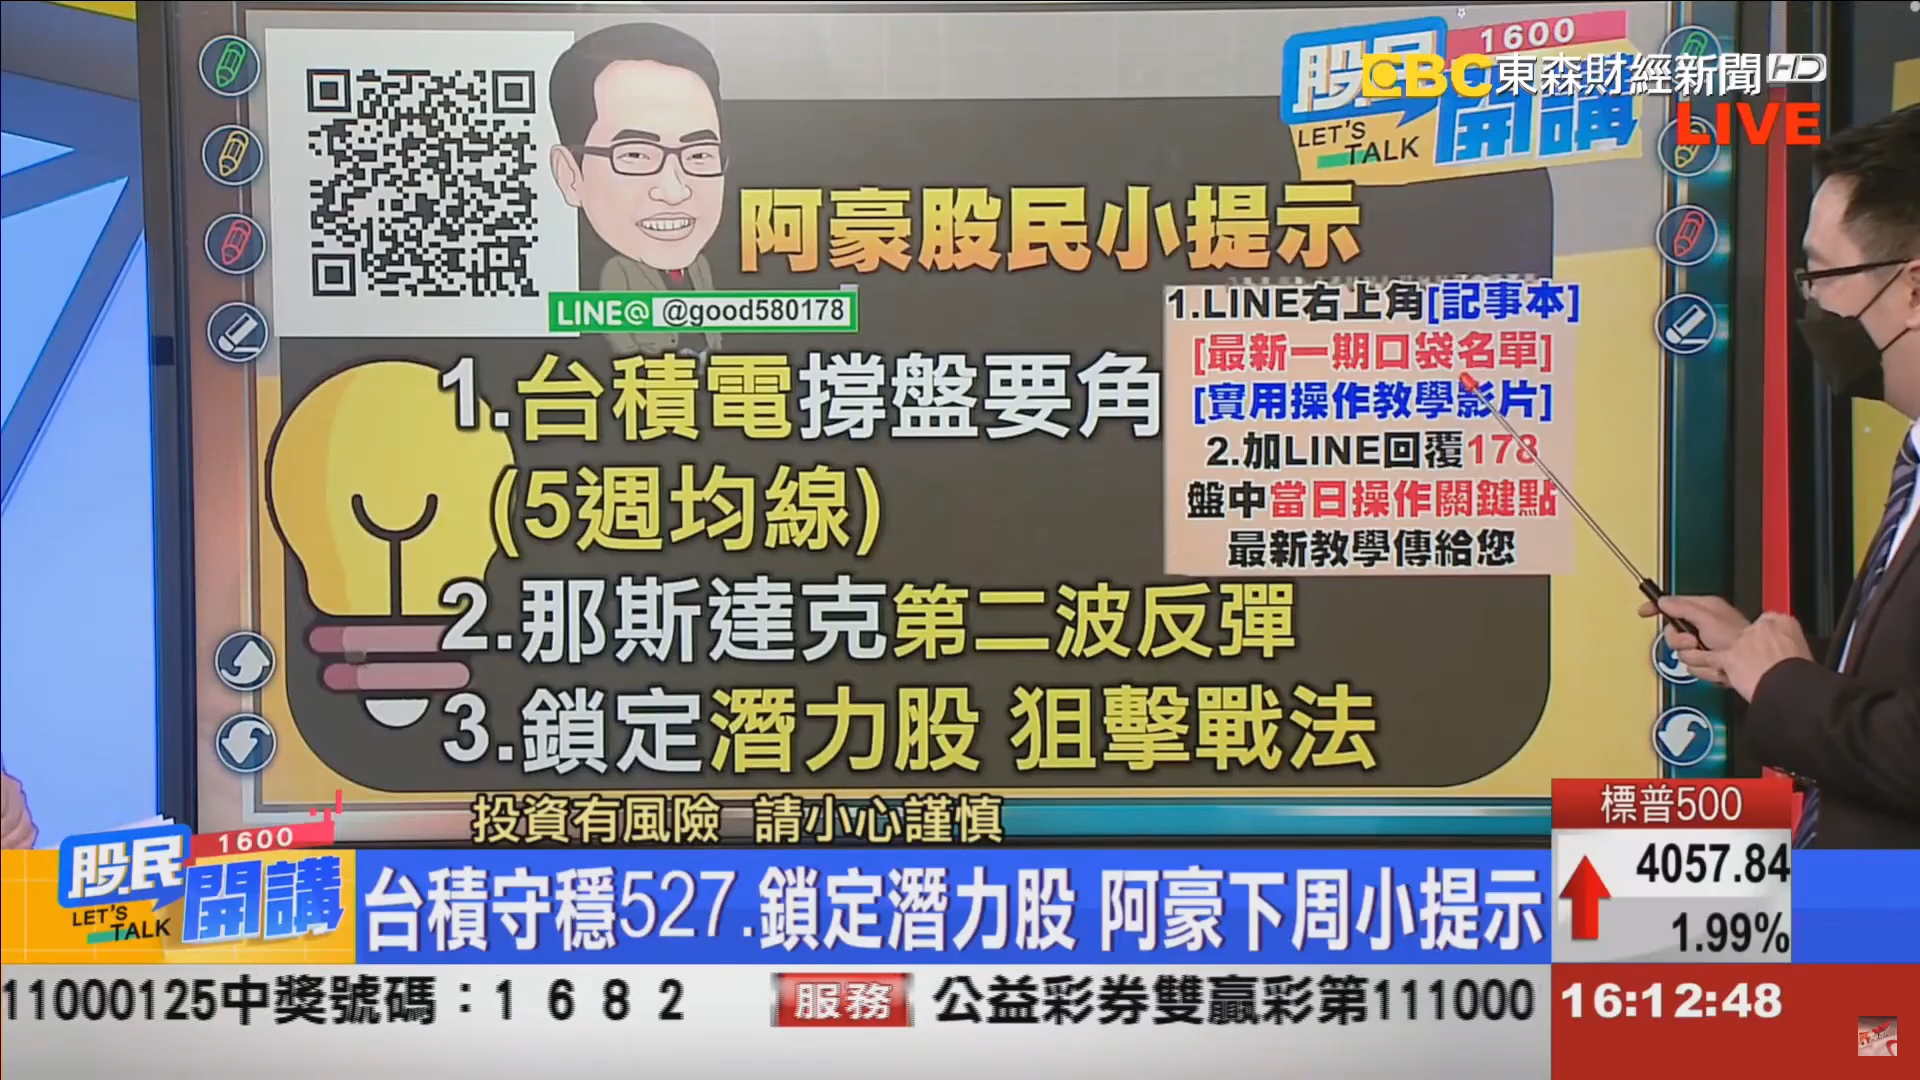 股民
1600
開講
LET'S
TALK
EBC東森財經新聞HD
LIVE
阿豪股民小提示
LINE@ @good580178
1.LINE右上角[記事本]
[最新一期口袋名單]
[實用操作教學影片]
2.加LINE回覆178
盤中當日操作關鍵點
最新教學傳給您
1.台積電撐盤要角
(5週均線)
2.那斯達克第二波反彈
3.鎖定潛力股 狙擊戰法
投資有風險 請小心謹慎
股民
1600
開講
LET'S
TALK
台積守穩527.鎖定潛力股 阿豪下周小提示
標普500
4057.84
1.99%
11000125中獎號碼:1 6 8 2 服務 公益彩券雙贏彩第111000
16:12:48